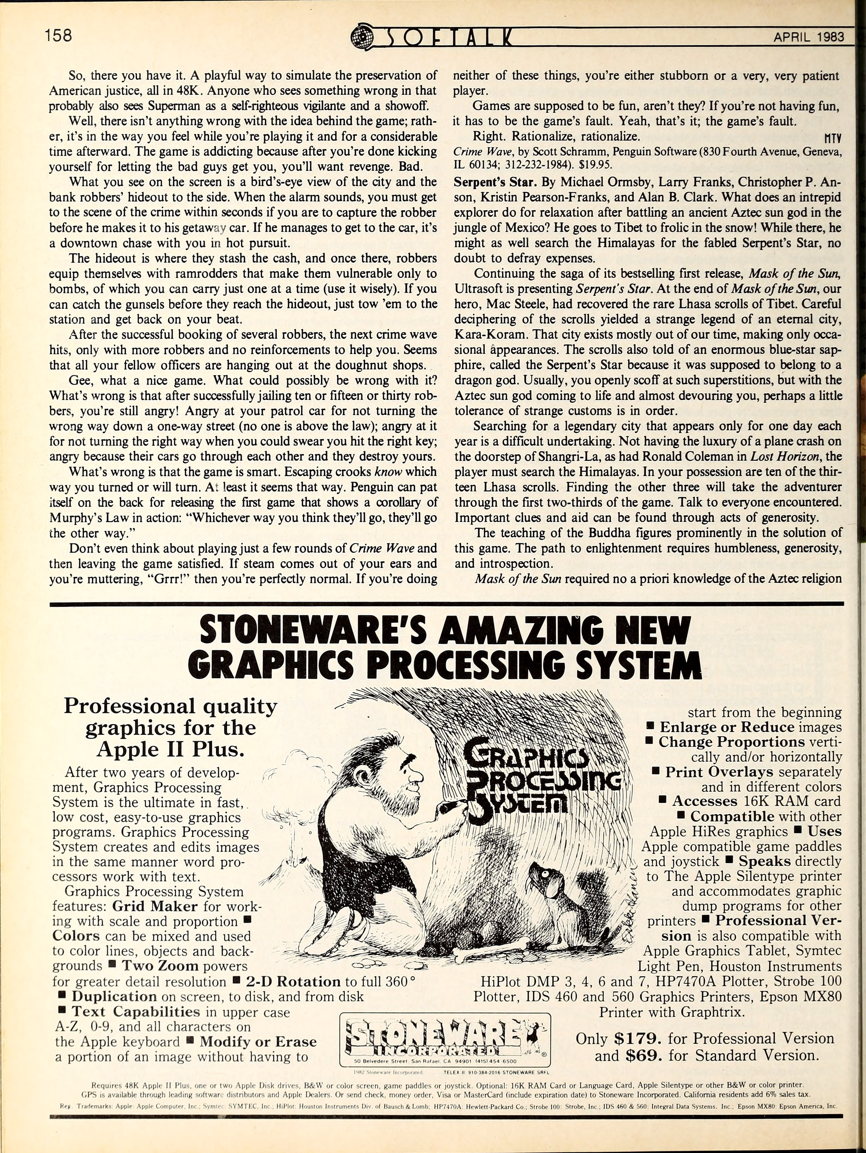 158
SOFTALK
APRIL 1983
So, there you have it. A playful way to simulate the preservation of
American justice, all in 48K. Anyone who sees something wrong in that
probably also sees Superman as a self-righteous vigilante and a showoff.
Well, there isn't anything wrong with the idea behind the game; rath-
er, it's in the way you feel while you're playing it and for a considerable
time afterward. The game is addicting because after you're done kicking
yourself for letting the bad guys get you, you'll want revenge. Bad.
What you see on the screen is a bird's-eye view of the city and the
bank robbers' hideout to the side. When the alarm sounds, you must get
to the scene of the crime within seconds if you are to capture the robber
before he makes it to his getaway car. If he manages to get to the car, it's
a downtown chase with you in hot pursuit.
The hideout is where they stash the cash, and once there, robbers
equip themselves with ramrodders that make them vulnerable only to
bombs, of which you can carry just one at a time (use it wisely). If you
can catch the gunsels before they reach the hideout, just tow 'em to the
station and get back on your beat.
After the successful booking of several robbers, the next crime wave
hits, only with more robbers and no reinforcements to help you. Seems
that all your fellow officers are hanging out at the doughnut shops.
Gee, what a nice game. What could possibly be wrong with it?
What's wrong is that after successfully jailing ten or fifteen or thirty rob-
bers, you're still angry! Angry at your patrol car for not turning the
wrong way down a one-way street (no one is above the law); angry at it
for not turning the right way when you could swear you hit the right key;
angry because their cars go through each other and they destroy yours.
What's wrong is that the game is smart. Escaping crooks know which
way you turned or will turn. At least it seems that way. Penguin can pat
itself on the back for releasing the first game that shows a corollary of
Murphy's Law in action: "Whichever way you think they'll go, they'll go
the other way."
Don't even think about playing just a few rounds of Crime Wave and
then leaving the game satisfied. If steam comes out of your ears and
you're muttering, "Grrr!" then you're perfectly normal. If you're doing
neither of these things, you're either stubborn or a very, very patient
player.
Games are supposed to be fun, aren't they? If you're not having fun,
it has to be the game's fault. Yeah, that's it; the game's fault.
Right. Rationalize, rationalize. MTV
Crime Wave, by Scott Schramm, Penguin Software (830 Fourth Avenue, Geneva,
IL 60134; 312-232-1984). $19.95.
Serpent's Star. By Michael Ormsby, Larry Franks, Christopher P. An-
son, Kristin Pearson-Franks, and Alan B. Clark. What does an intrepid
explorer do for relaxation after battling an ancient Aztec sun god in the
jungle of Mexico? He goes to Tibet to frolic in the snow! While there, he
might as well search the Himalayas for the fabled Serpent's Star, no
doubt to defray expenses.
Continuing the saga of its bestselling first release, Mask of the Sun,
Ultrasoft is presenting Serpent's Star. At the end of Mask of the Sun, our
hero, Mac Steele, had recovered the rare Lhasa scrolls of Tibet. Careful
deciphering of the scrolls yielded a strange legend of an eternal city,
Kara-Koram. That city exists mostly out of our time, making only occa-
sional appearances. The scrolls also told of an enormous blue-star sap-
phire, called the Serpent's Star because it was supposed to belong to a
dragon god. Usually, you openly scoff at such superstitions, but with the
Aztec sun god coming to life and almost devouring you, perhaps a little
tolerance of strange customs is in order.
Searching for a legendary city that appears only for one day each
year is a difficult undertaking. Not having the luxury of a plane crash on
the doorstep of Shangri-La, as had Ronald Coleman in Lost Horizon, the
player must search the Himalayas. In your possession are ten of the thir-
teen Lhasa scrolls. Finding the other three will take the adventurer
through the first two-thirds of the game. Talk to everyone encountered.
Important clues and aid can be found through acts of generosity.
The teaching of the Buddha figures prominently in the solution of
this game. The path to enlightenment requires humbleness, generosity,
and introspection.
Mask of the Sun required no a priori knowledge of the Aztec religion
STONEWARE'S AMAZING NEW
GRAPHICS PROCESSING SYSTEM
Professional quality
graphics for the
Apple II Plus.
After two years of develop-
ment, Graphics Processing
System is the ultimate in fast,
low cost, easy-to-use graphics
programs. Graphics Processing
System creates and edits images
in the same manner word pro-
cessors work with text.
Graphics Processing System
features: Grid Maker for work-
ing with scale and proportion ■
Colors can be mixed and used
to color lines, objects and back-
grounds ■ Two Zoom powers
for greater detail resolution ■ 2-D Rotation to full 360°
■ Duplication on screen, to disk, and from disk
■ Text Capabilities in upper case
A-Z, 0-9, and all characters on
the Apple keyboard ■ Modify or Erase
a portion of an image without having to
GRAPHICS
PROCESSING
SYSTEM
start from the beginning
■ Enlarge or Reduce images
■ Change Proportions verti-
cally and/or horizontally
■ Print Overlays separately
and in different colors
■ Accesses 16K RAM card
■ Compatible with other
Apple HiRes graphics ■ Uses
Apple compatible game paddles
and joystick ■ Speaks directly
to The Apple Silentype printer
and accommodates graphic
dump programs for other
printers ■ Professional Ver-
sion is also compatible with
Apple Graphics Tablet, Symtec
Light Pen, Houston Instruments
HiPlot DMP 3, 4, 6 and 7, HP7470A Plotter, Strobe 100
Plotter, IDS 460 and 560 Graphics Printers, Epson MX80
Printer with Graphtrix.
STONEWARE
INCORPORATED
50 Belvedere Street, San Rafael, CA 94901 (415) 454-6500
1982 Stoneware Incorporated TELEX II: 910-384-2016 STONEWARE SRFL
Only $179. for Professional Version
and $69. for Standard Version.
Requires 48K Apple II Plus, one or two Apple Disk drives, B&W or color screen, game paddles or joystick. Optional: 16K RAM Card or Language Card, Apple Silentype or other B&W or color printer.
GPS is available through leading software distributors and Apple Dealers. Or send check, money order, Visa or MasterCard (include expiration date) to Stoneware Incorporated. California residents add 6% sales tax.
Reg. Trademarks: Apple: Apple Computer, Inc.; Symtec: SYMTEC, Inc.; HiPlot: Houston Instruments Div. of Bausch & Lomb; HP7470A: Hewlett-Packard Co.; Strobe 100: Strobe, Inc.; IDS 460 & 560: Integral Data Systems, Inc.; Epson MX80: Epson America, Inc.